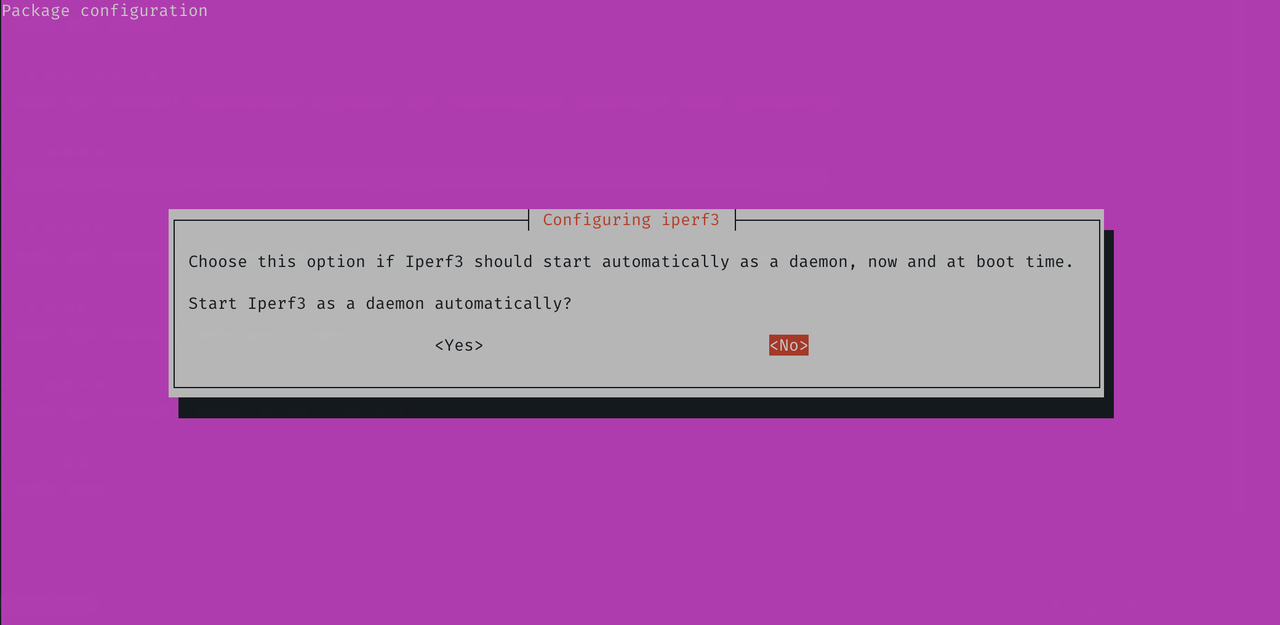 Package configuration
Configuring iperf3
Choose this option if Iperf3 should start automatically as a daemon, now and at boot time.
Start Iperf3 as a daemon automatically?
<Yes> <No>